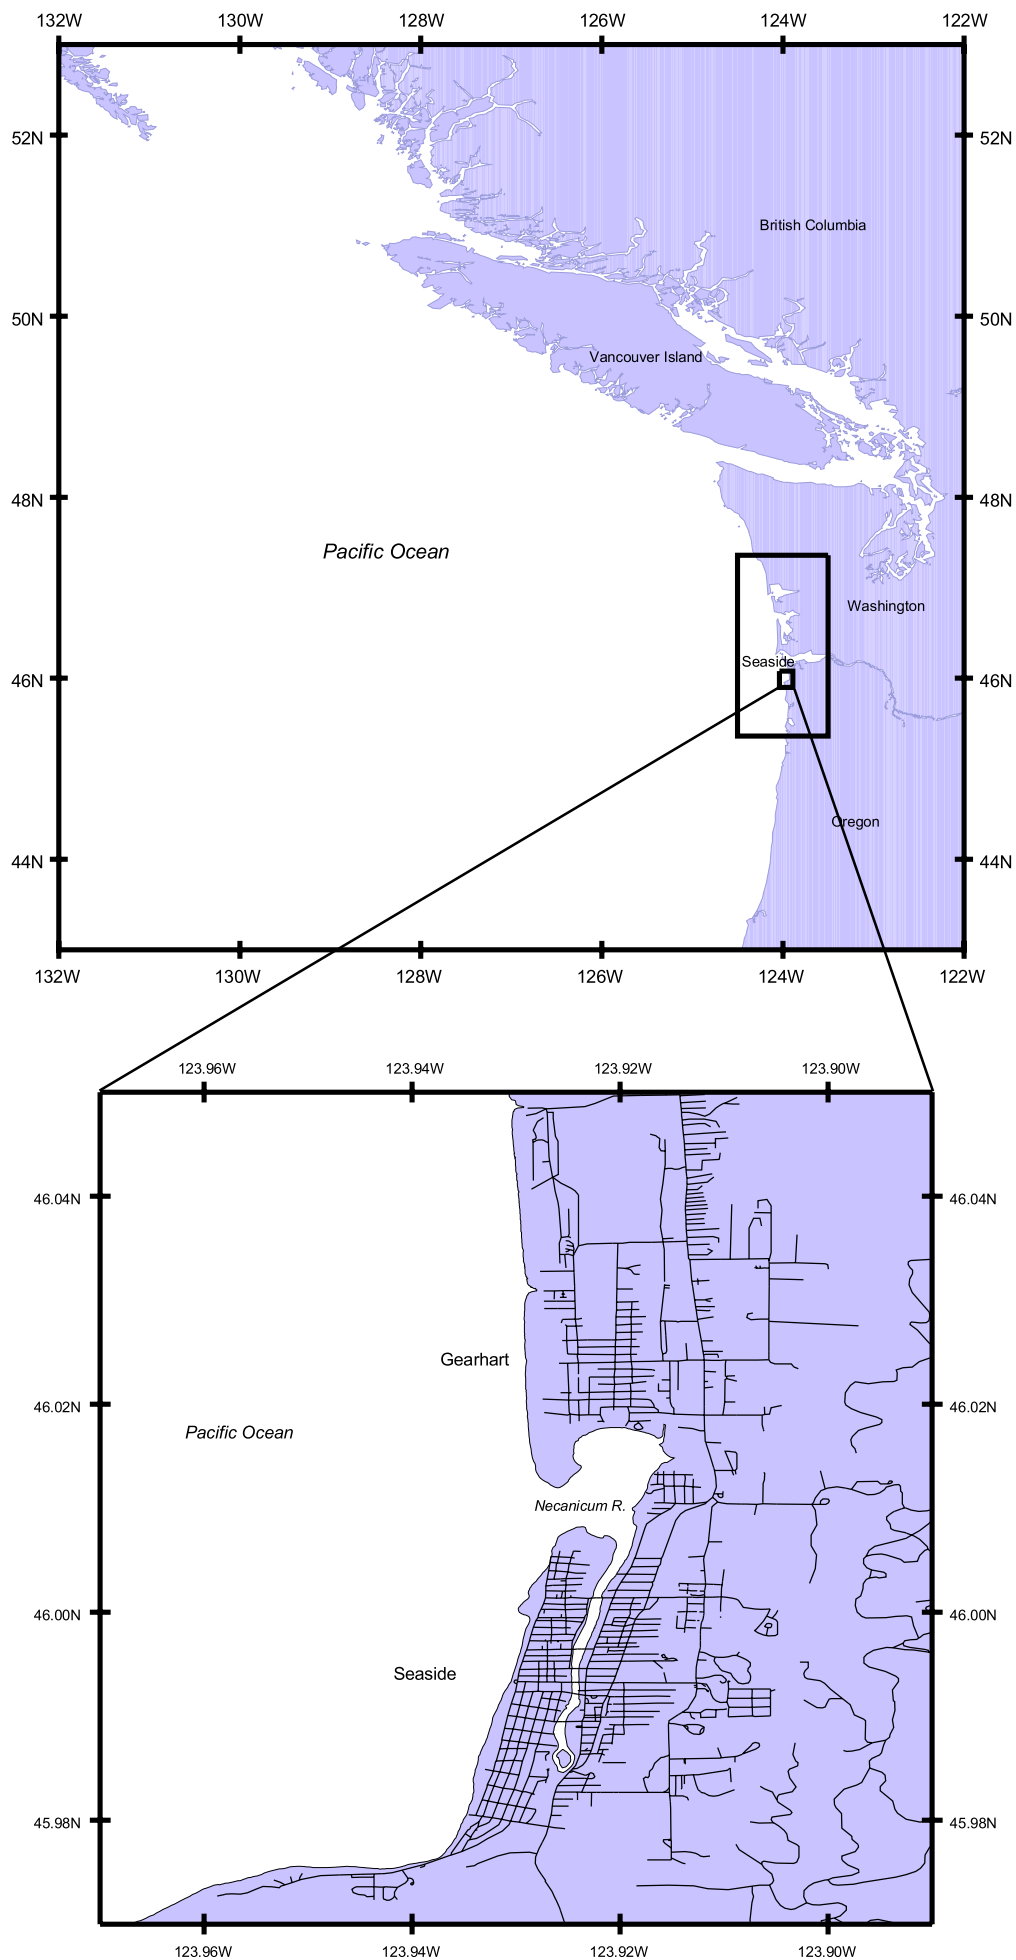 132W 130W 128W 126W 124W 122W
52N 52N
British Columbia
50N 50N
Vancouver Island
48N 48N
Pacific Ocean
Washington
Seaside
46N 46N
Oregon
44N 44N
132W 130W 128W 126W 124W 122W
123.96W 123.94W 123.92W 123.90W
46.04N 46.04N
Gearhart
46.02N 46.02N
Pacific Ocean
Necanicum R.
46.00N 46.00N
Seaside
45.98N 45.98N
123.96W 123.94W 123.92W 123.90W